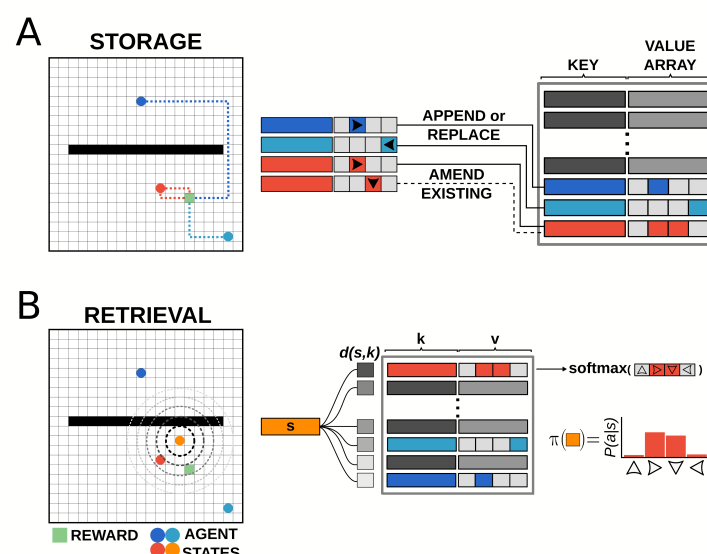 A
STORAGE
KEY
VALUE
ARRAY
APPEND or
REPLACE
AMEND
EXISTING
B
RETRIEVAL
d(s,k)
k
v
s
softmax( )
π( )=
P(a|s)
REWARD
AGENT
STATES